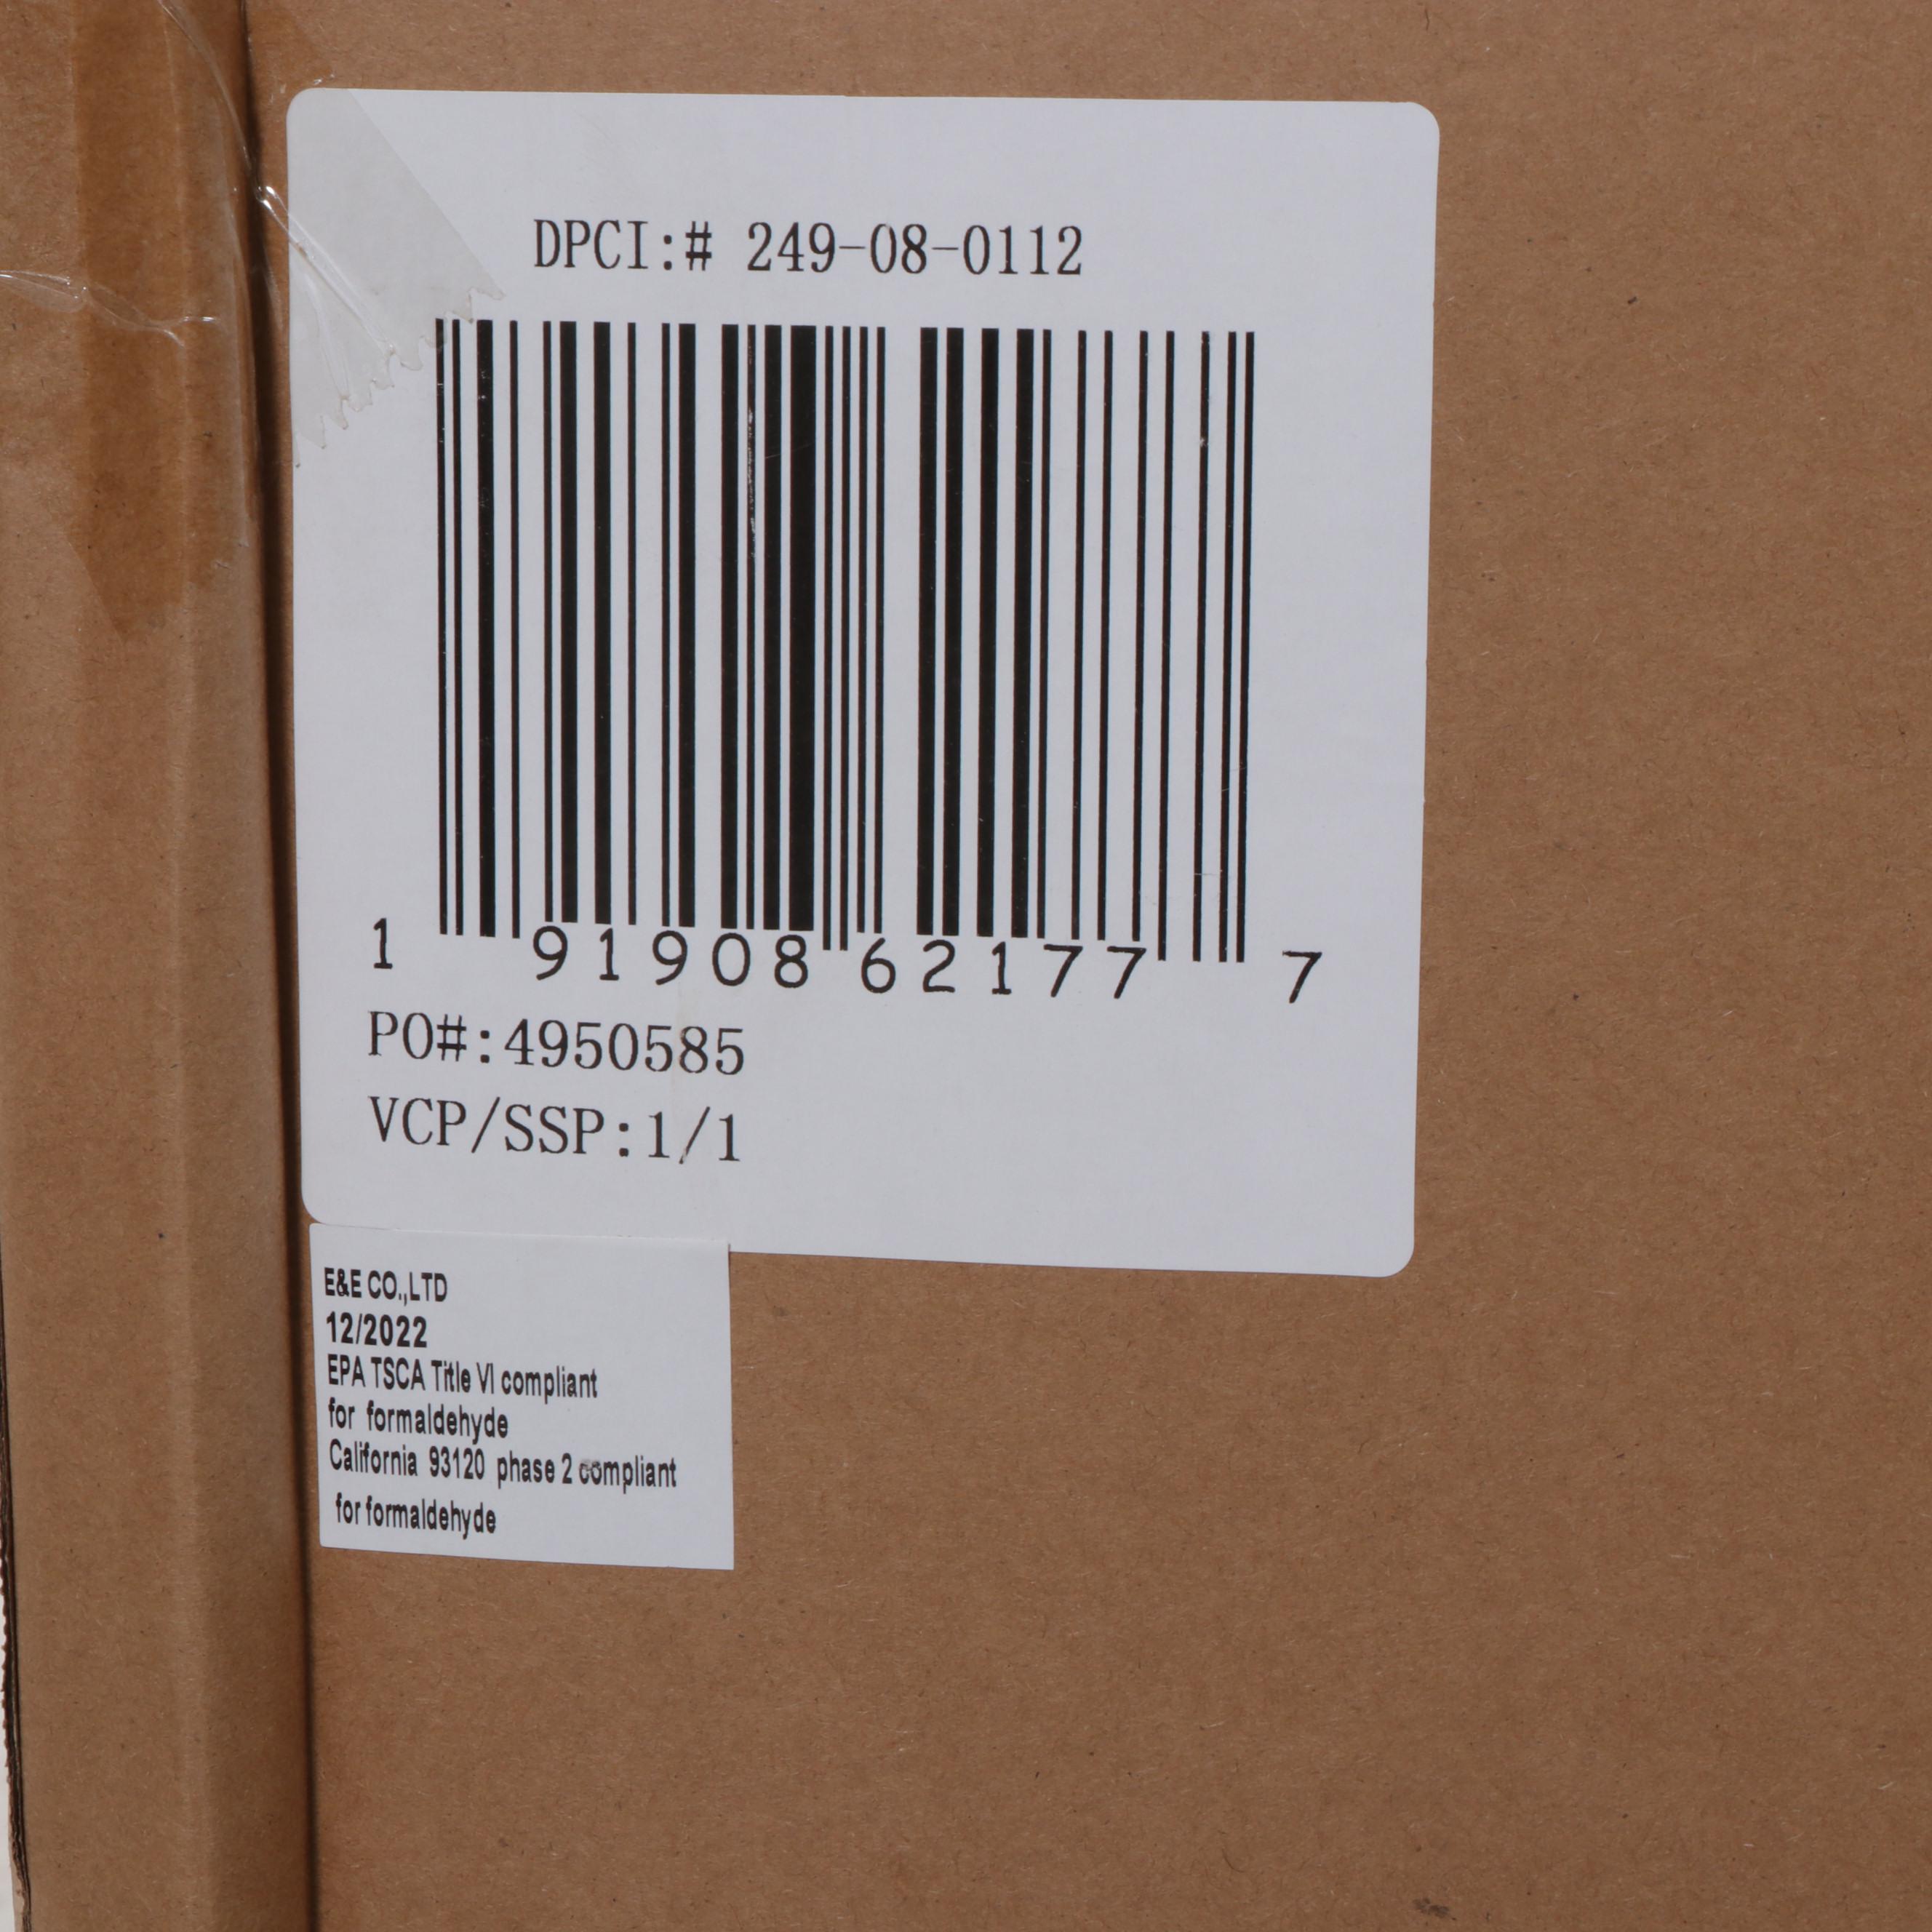 DPCI:# 249-08-0112
1 91908 62177 7
PO#:4950585
VCP/SSP:1/1
E&E CO.,LTD
12/2022
EPA TSCA Title VI compliant
for formaldehyde
California 93120 phase 2 compliant
for formaldehyde